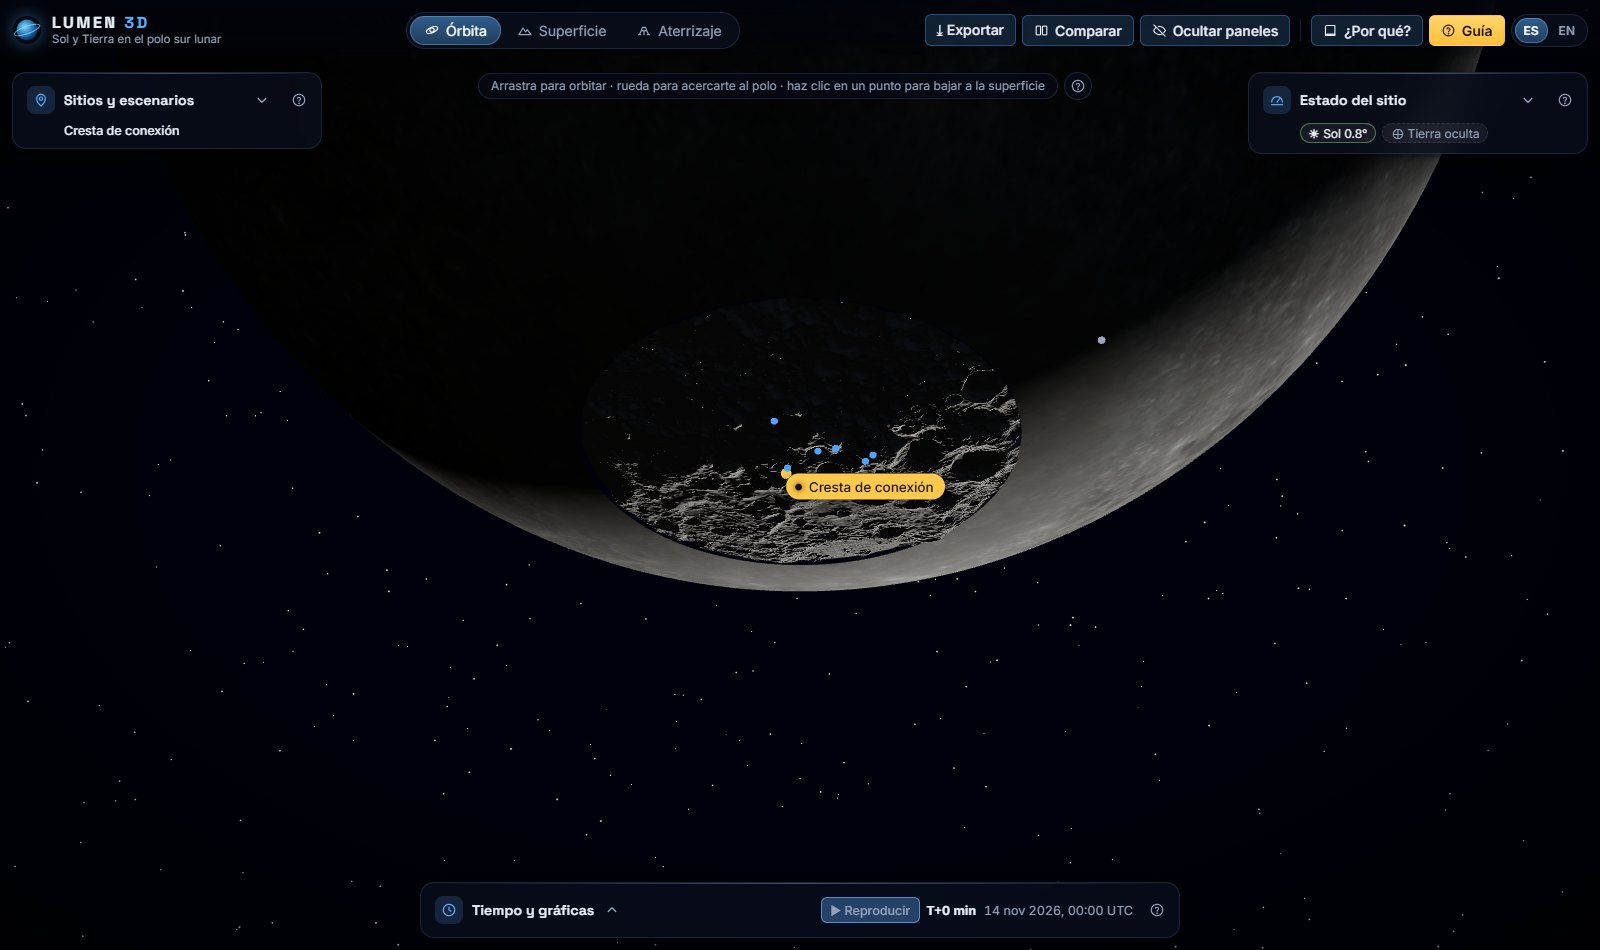 LUMEN 3D
Sol y Tierra en el polo sur lunar
Órbita
Superficie
Aterrizaje
Exportar
Comparar
Ocultar paneles
¿Por qué?
Guía
ES
EN
Sitios y escenarios
Cresta de conexión
Arrastra para orbitar · rueda para acercarte al polo · haz clic en un punto para bajar a la superficie
Estado del sitio
Sol 0.8°
Tierra oculta
Cresta de conexión
Tiempo y gráficas
Reproducir
T+0 min
14 nov 2026, 00:00 UTC